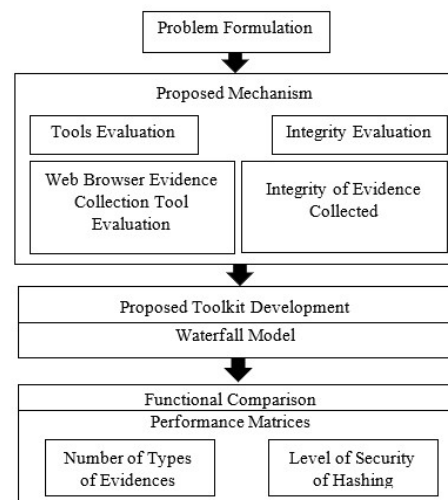 Problem Formulation
Proposed Mechanism
Tools Evaluation
Integrity Evaluation
Web Browser Evidence
Collection Tool
Evaluation
Integrity of Evidence
Collected
Proposed Toolkit Development
Waterfall Model
Functional Comparison
Performance Matrices
Number of Types
of Evidences
Level of Security
of Hashing